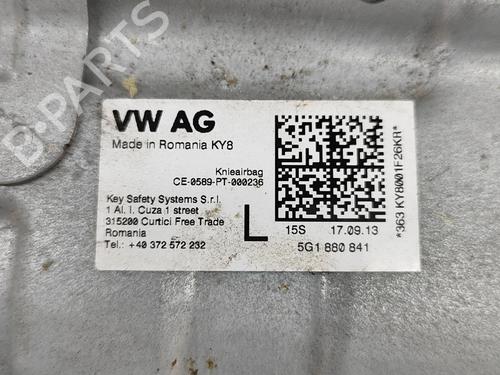 B-PARTS
VW AG
Made in Romania KY8
Knieairbag
CE-0589-PT-000236
Key Safety Systems S.r.l.
1 Al. I. Cuza 1 street
315200 Curtici Free Trade
Romania
Tel.: +40 372 572 232
L
15S 17.09.13
5G1 880 841
*363 KY8001F26KR*